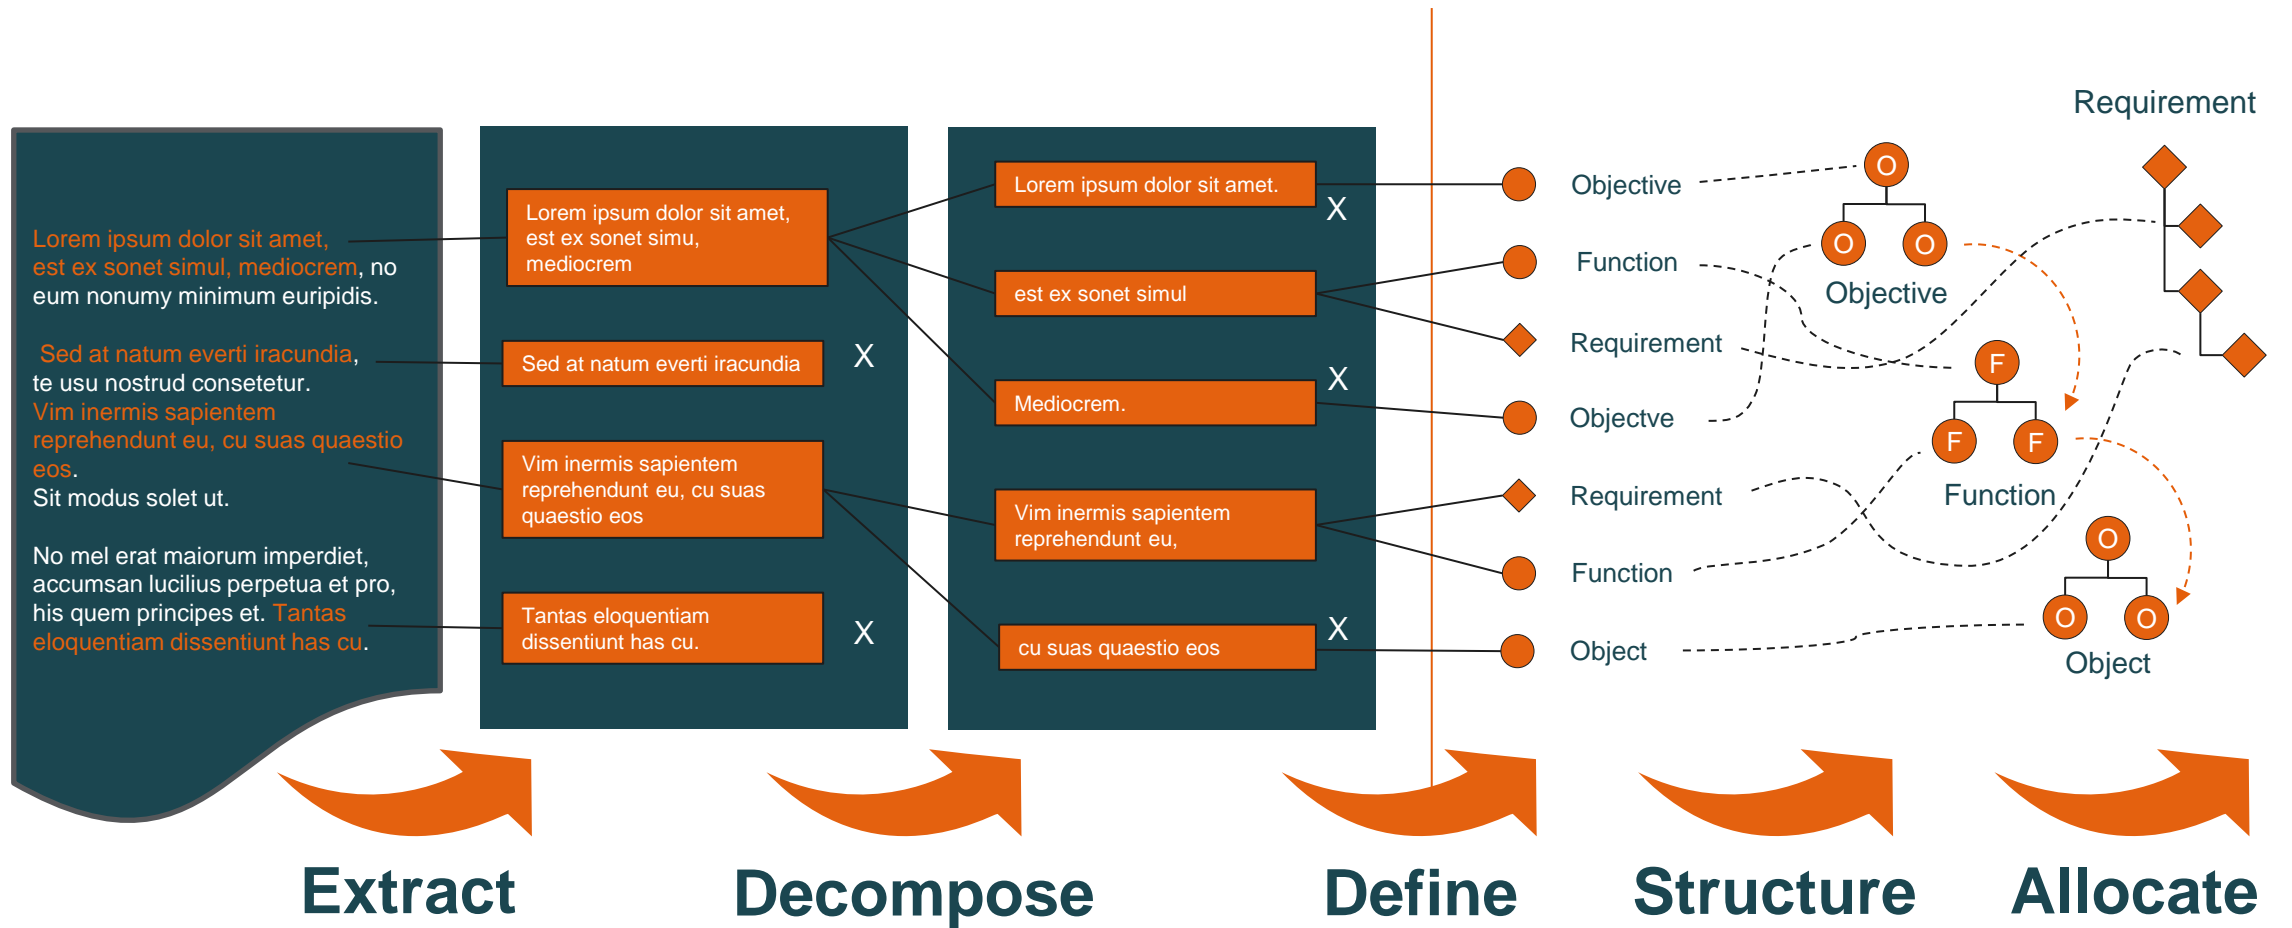 Lorem ipsum dolor sit amet,
est ex sonet simul, mediocrem, no
eum nonumy minimum euripidis.
Sed at natum everti iracundia,
te usu nostrud consetetur.
Vim inermis sapientem
reprehendunt eu, cu suas quaestio
eos.
Sit modus solet ut.
No mel erat maiorum imperdiet,
accumsan lucilius perpetua et pro,
his quem principes et. Tantas
eloquentiam dissentiunt has cu.
Lorem ipsum dolor sit amet,
est ex sonet simu,
mediocrem
Sed at natum everti iracundia
X
Vim inermis sapientem
reprehendunt eu, cu suas
quaestio eos
Tantas eloquentiam
dissentiunt has cu.
X
Lorem ipsum dolor sit amet.
X
est ex sonet simul
X
Mediocrem.
Vim inermis sapientem
reprehendunt eu,
X
cu suas quaestio eos
Objective
Function
Requirement
Objectve
Requirement
Function
Object
O
O
O
Objective
F
F
F
Function
O
O
O
Object
Requirement
Extract
Decompose
Define
Structure
Allocate